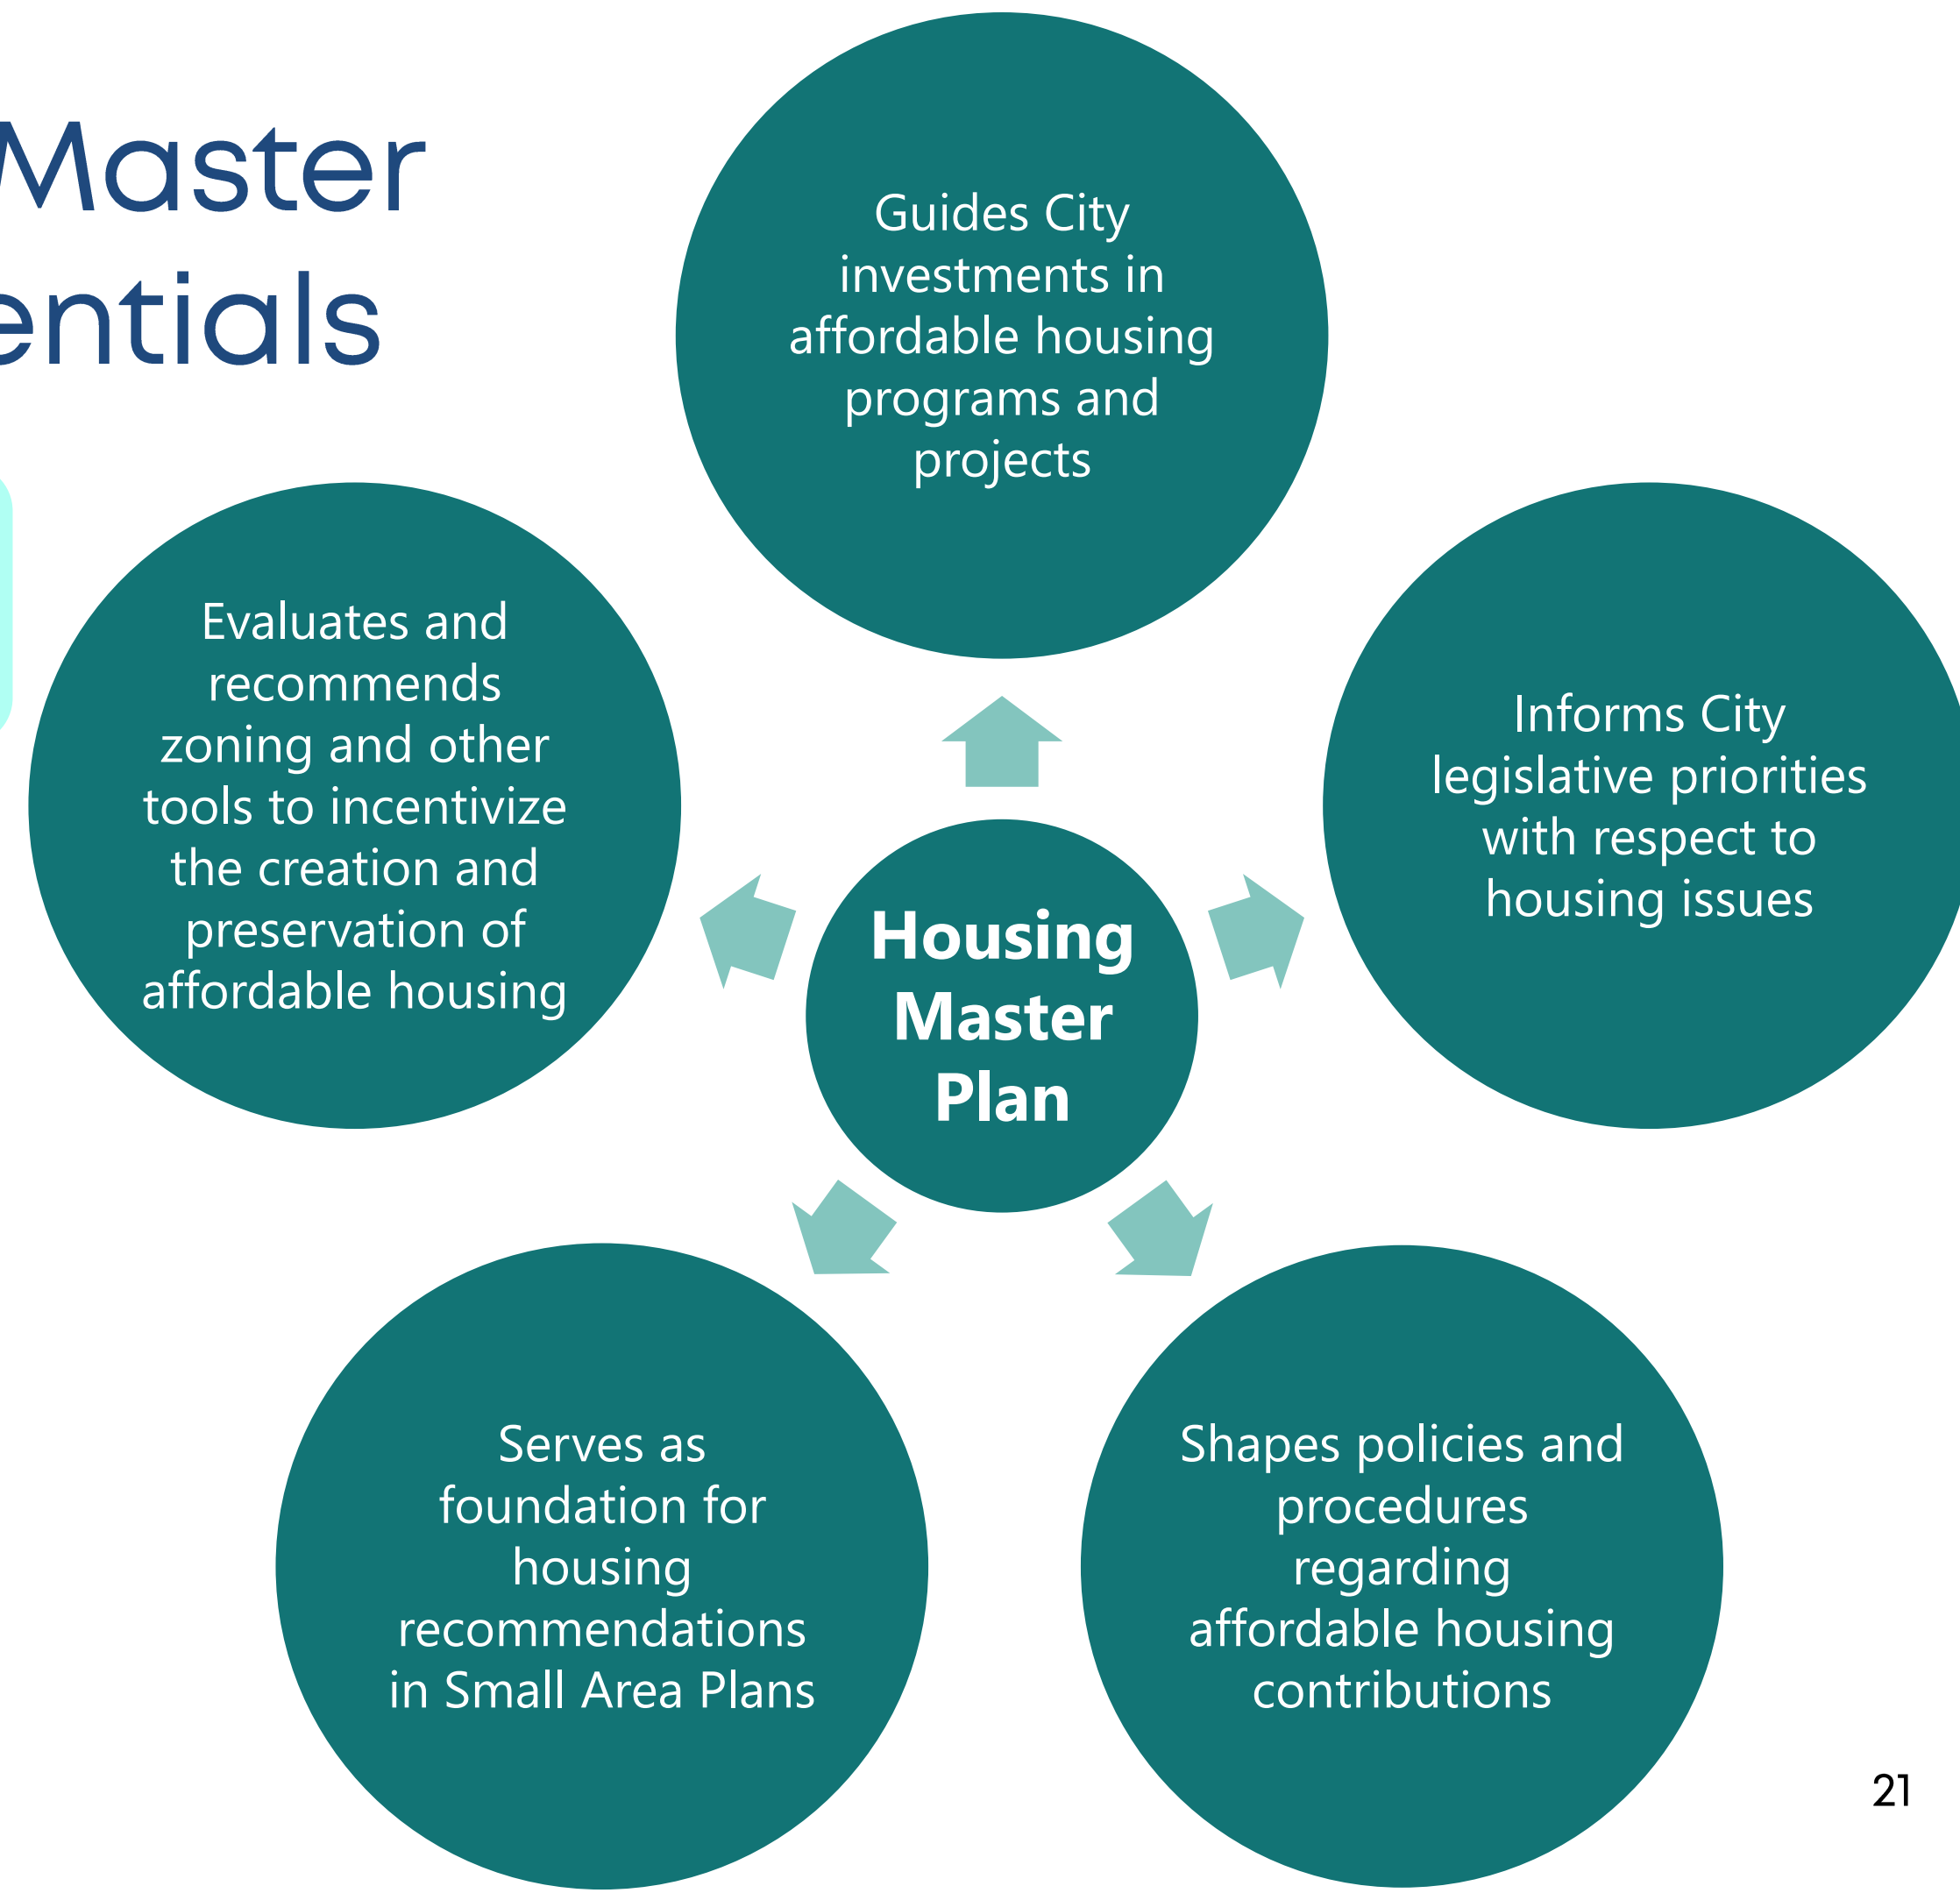 Master
entials
Guides City
investments in
affordable housing
programs and
projects
Informs City
legislative priorities
with respect to
housing issues
Shapes policies and
procedures
regarding
affordable housing
contributions
Serves as
foundation for
housing
recommendations
in Small Area Plans
Evaluates and
recommends
zoning and other
tools to incentivize
the creation and
preservation of
affordable housing
Housing
Master
Plan
21